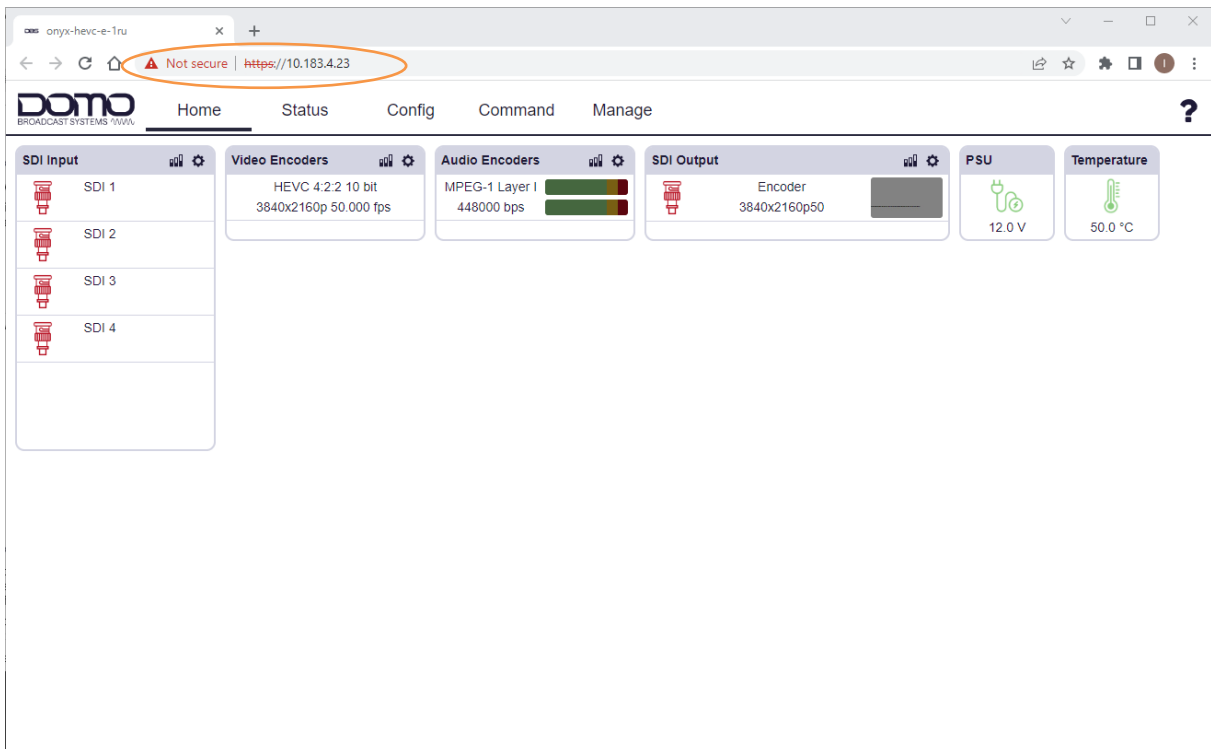 onyx-hevc-e-1ru
Not secure | https://10.183.4.23
DOMO
BROADCAST SYSTEMS
Home Status Config Command Manage ?
SDI Input
SDI 1
SDI 2
SDI 3
SDI 4
Video Encoders
HEVC 4:2:2 10 bit
3840x2160p 50.000 fps
Audio Encoders
MPEG-1 Layer I
448000 bps
SDI Output
Encoder
3840x2160p50
PSU
12.0 V
Temperature
50.0 °C